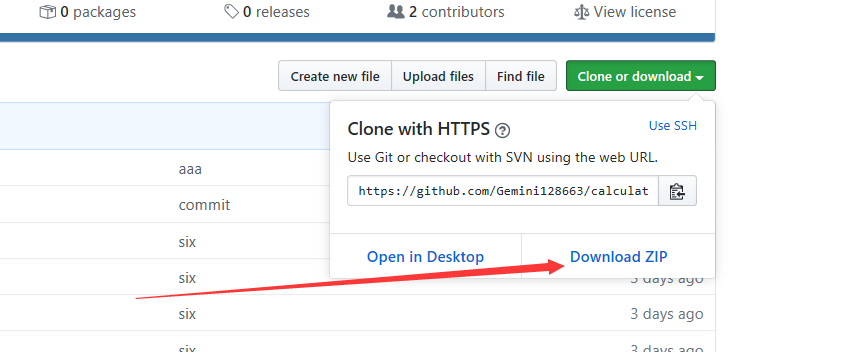 0 packages
0 releases
2 contributors
View license
Create new file
Upload files
Find file
Clone or download
Clone with HTTPS
Use SSH
Use Git or checkout with SVN using the web URL.
https://github.com/Gemini128663/calculat
Open in Desktop
Download ZIP
aaa
commit
six
six
3 days ago
six
3 days ago
six
3 days ago